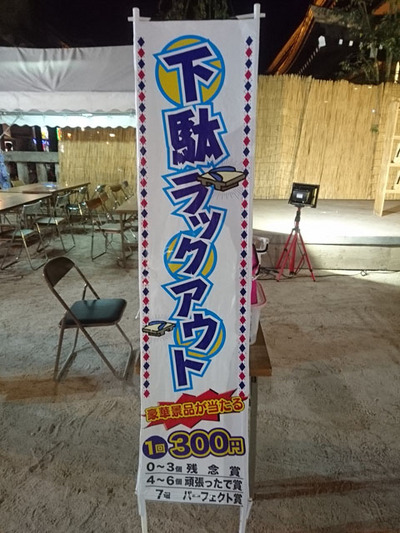 下駄ラックアウト
豪華景品が当たる
1回300円
0~3個 残念賞
4~6個 頑張ったで賞
7個 パーフェクト賞